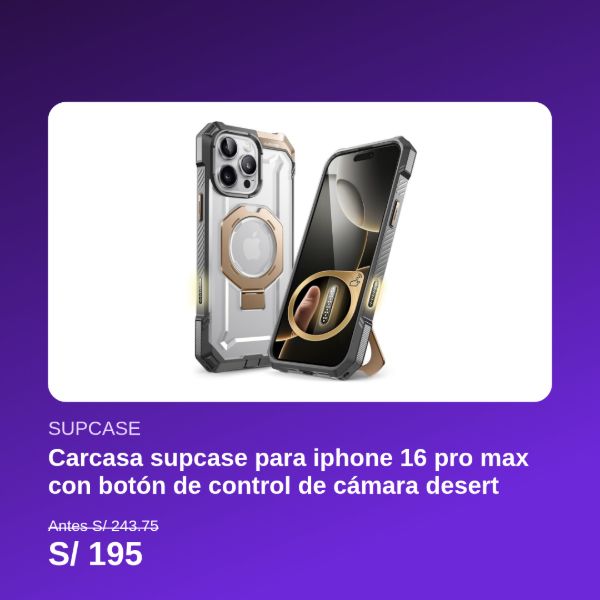 SUPCASE
Carcasa supcase para iphone 16 pro max
con botón de control de cámara desert
Antes S/ 243.75
S/ 195